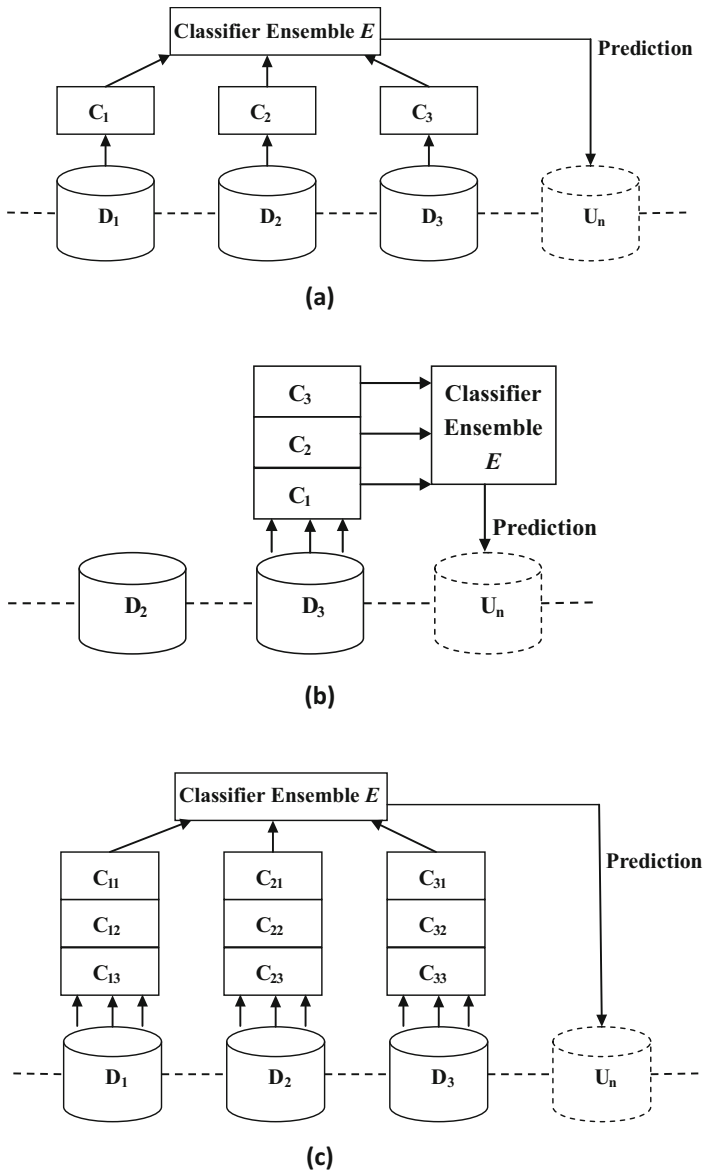 Classifier Ensemble E
Prediction
C₁
C₂
C₃
D₁
D₂
D₃
Uₙ
(a)
C₃
C₂
C₁
Classifier
Ensemble
E
Prediction
D₂
D₃
Uₙ
(b)
Classifier Ensemble E
Prediction
C₁₁
C₂₁
C₃₁
C₁₂
C₂₂
C₃₂
C₁₃
C₂₃
C₃₃
D₁
D₂
D₃
Uₙ
(c)